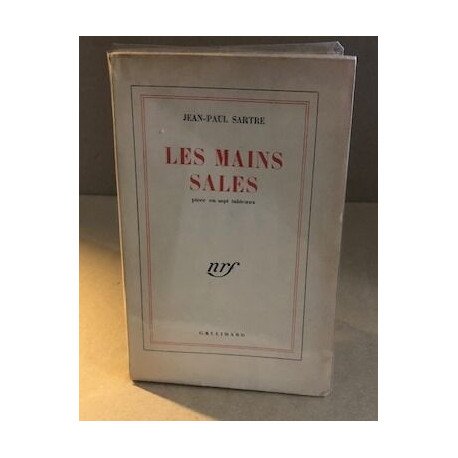 JEAN-PAUL SARTRE
LES MAINS
SALES
pièce en sept tableaux
nrf
GALLIMARD